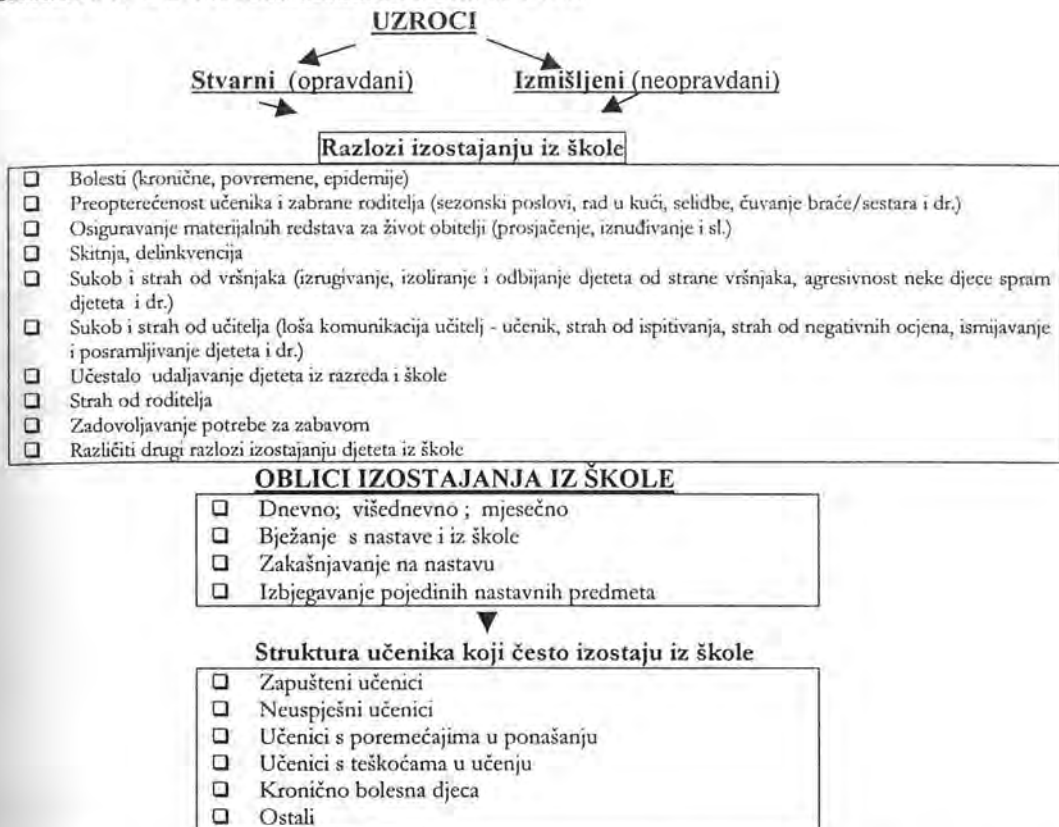 UZROCI
Stvarni (opravdani) Izmišljeni (neopravdani)
Razlozi izostajanju iz škole
❑ Bolesti (kronične, povremene, epidemije)
❑ Preopterećenost učenika i zabrane roditelja (sezonski poslovi, rad u kući, selidbe, čuvanje braće/sestara i dr.)
❑ Osiguravanje materijalnih redstava za život obitelji (prosjačenje, iznuđivanje i sl.)
❑ Skitnja, delinkvencija
❑ Sukob i strah od vršnjaka (izrugivanje, izoliranje i odbijanje djeteta od strane vršnjaka, agresivnost neke djece spram
djeteta i dr.)
❑ Sukob i strah od učitelja (loša komunikacija učitelj - učenik, strah od ispitivanja, strah od negativnih ocjena, ismijavanje
i posramljivanje djeteta i dr.)
❑ Učestalo udaljavanje djeteta iz razreda i škole
❑ Strah od roditelja
❑ Zadovoljavanje potrebe za zabavom
❑ Različiti drugi razlozi izostajanju djeteta iz škole
OBLICI IZOSTAJANJA IZ ŠKOLE
❑ Dnevno; višednevno ; mjesečno
❑ Bježanje s nastave i iz škole
❑ Zakašnjavanje na nastavu
❑ Izbjegavanje pojedinih nastavnih predmeta
Struktura učenika koji često izostaju iz škole
❑ Zapušteni učenici
❑ Neuspješni učenici
❑ Učenici s poremećajima u ponašanju
❑ Učenici s teškoćama u učenju
❑ Kronično bolesna djeca
❑ Ostali